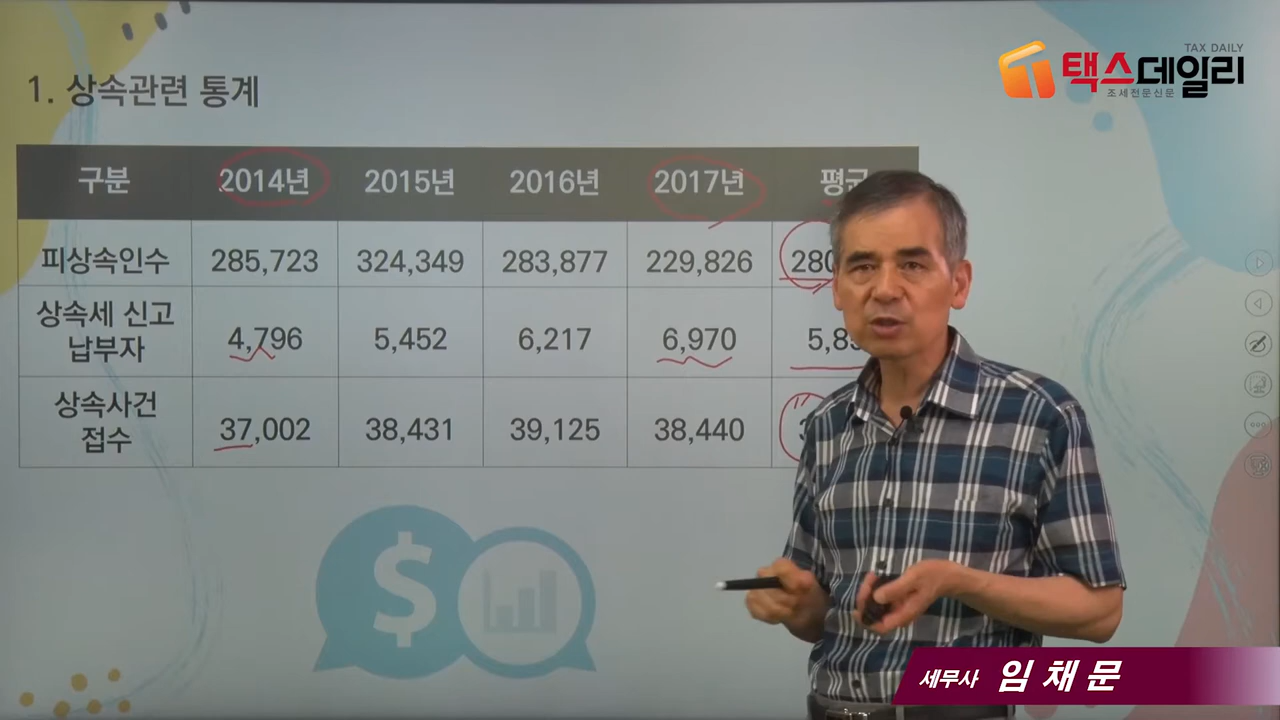 TAX DAILY
택스데일리
조세전문신문
1. 상속관련 통계
구분 2014년 2015년 2016년 2017년 평균
피상속인수 285,723 324,349 283,877 229,826
상속세 신고
납부자 4,796 5,452 6,217 6,970
상속사건
접수 37,002 38,431 39,125 38,440
$
세무사 임채문